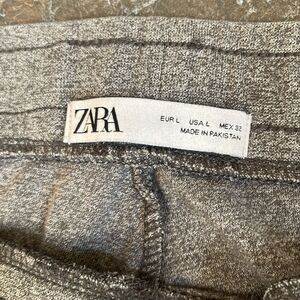 ZARA
EUR L USA L MEX 32
MADE IN PAKISTAN